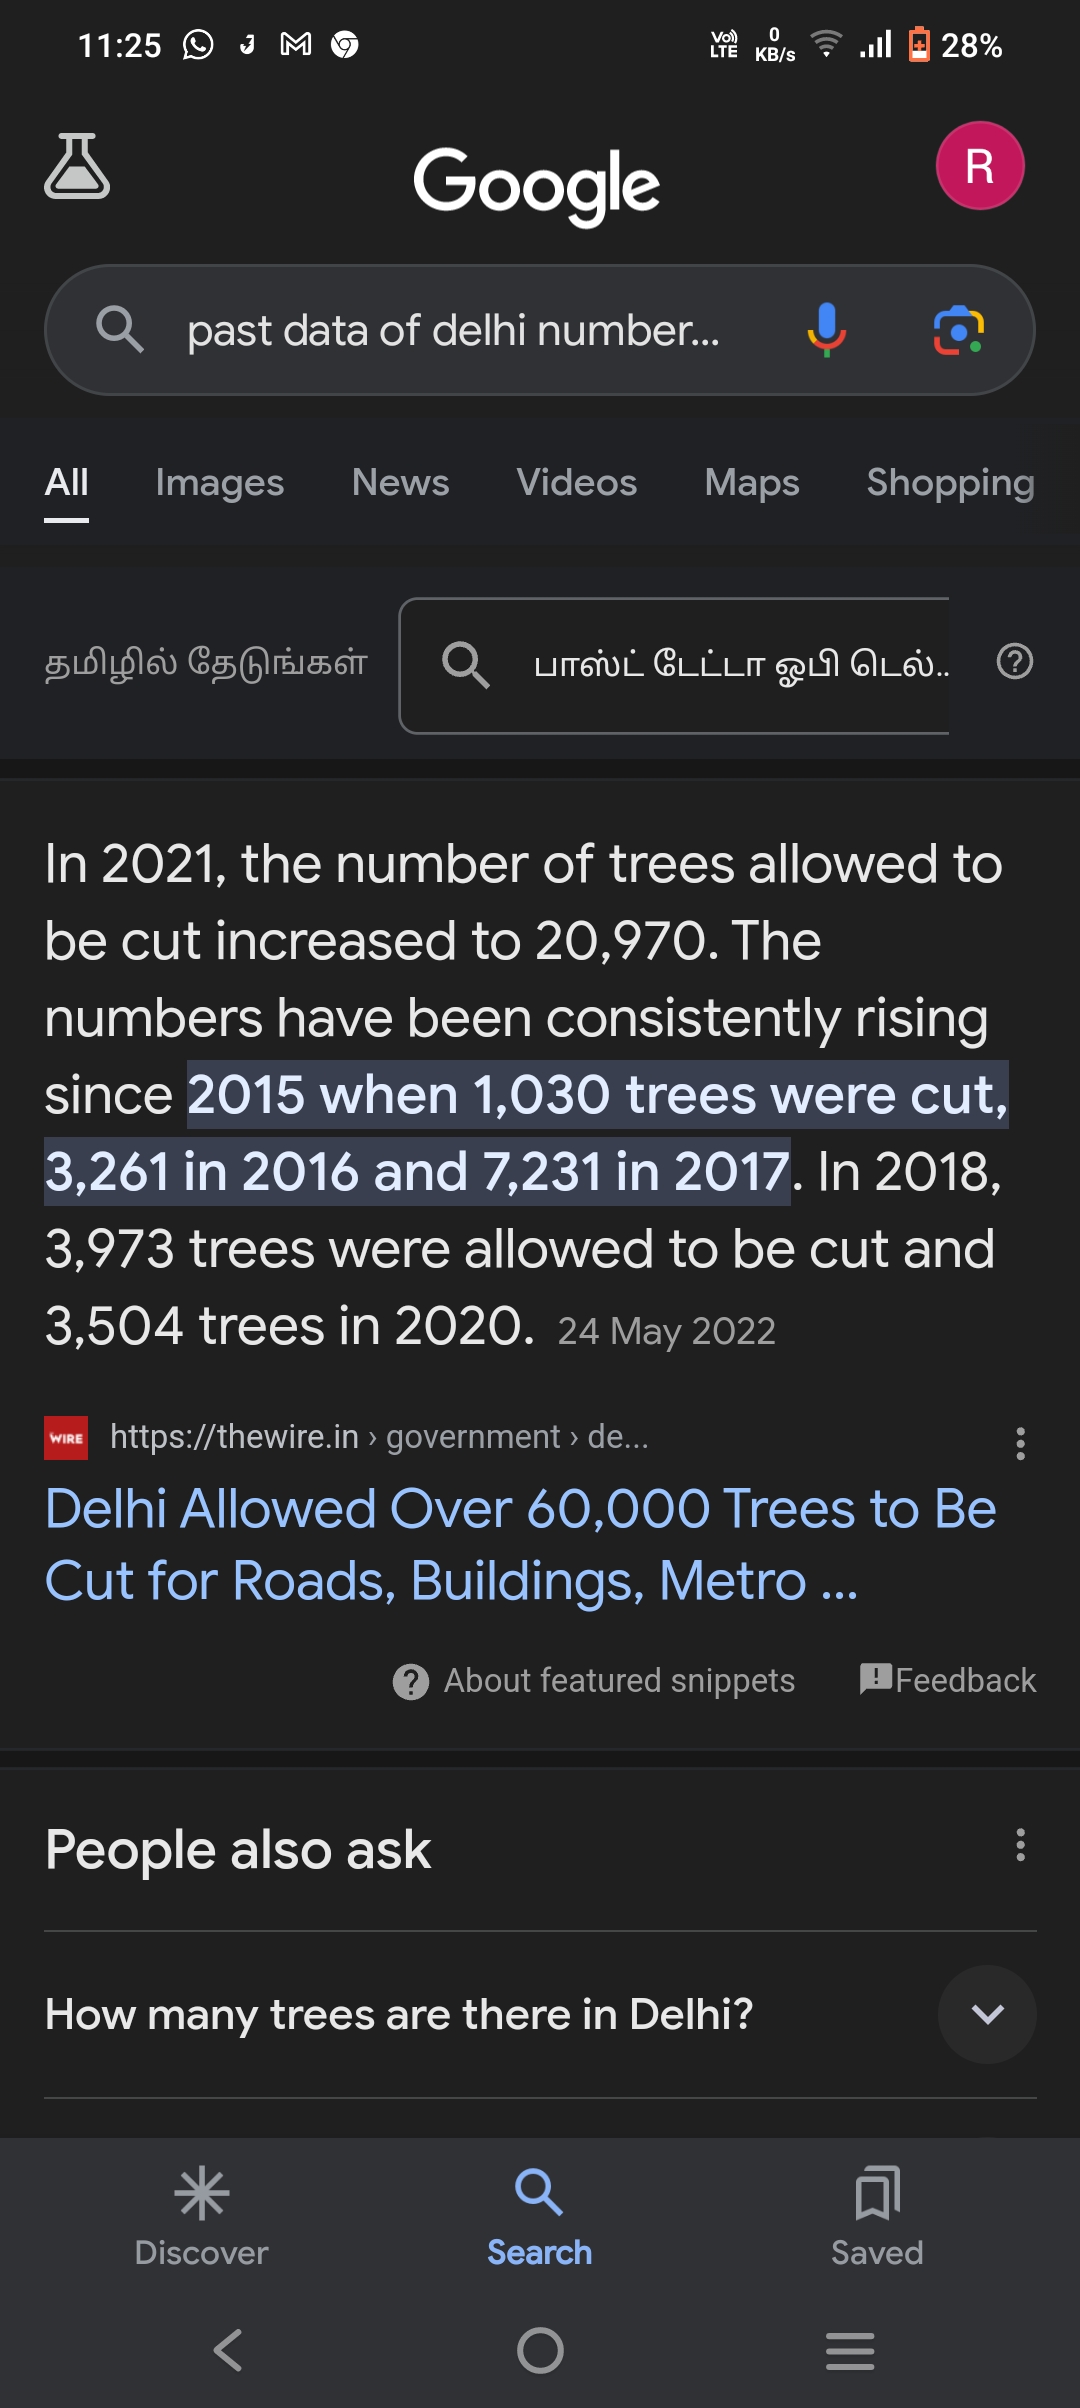 11:25
Vo) LTE
0 KB/s
28%
Google
R
past data of delhi number...
All Images News Videos Maps Shopping
தமிழில் தேடுங்கள்
பாஸ்ட் டேட்டா ஓபி டெல்..
In 2021, the number of trees allowed to
be cut increased to 20,970. The
numbers have been consistently rising
since 2015 when 1,030 trees were cut,
3,261 in 2016 and 7,231 in 2017. In 2018,
3,973 trees were allowed to be cut and
3,504 trees in 2020. 24 May 2022
WIRE
https://thewire.in › government › de...
Delhi Allowed Over 60,000 Trees to Be
Cut for Roads, Buildings, Metro ...
About featured snippets Feedback
People also ask
How many trees are there in Delhi?
Discover Search Saved